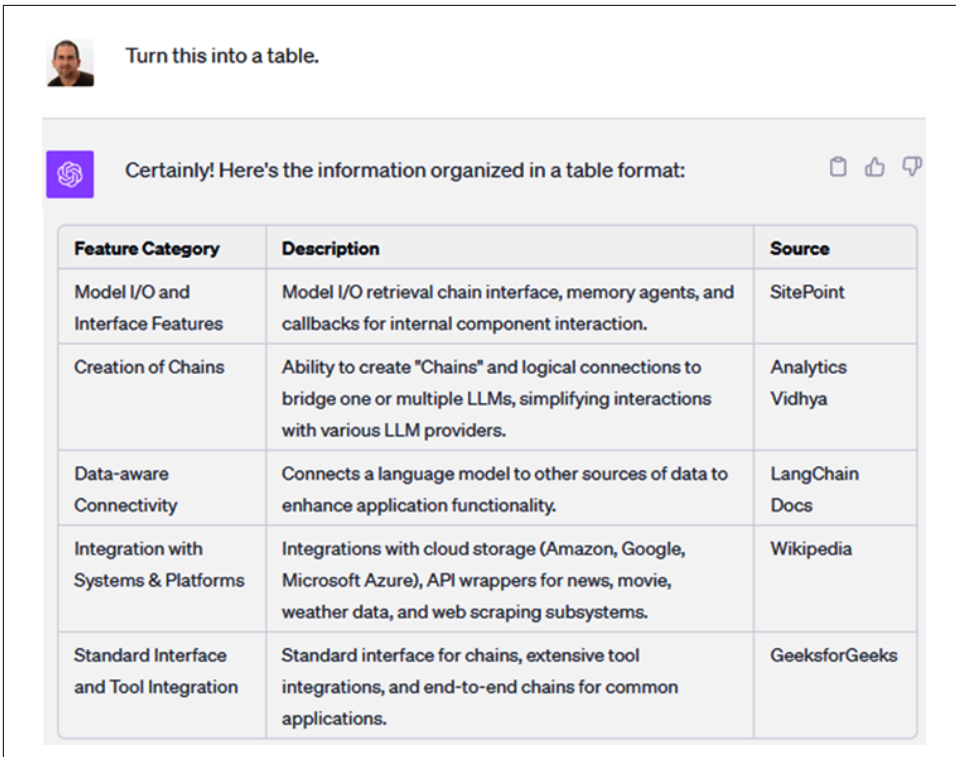 Turn this into a table.
Certainly! Here's the information organized in a table format:
Feature Category Description Source
Model I/O and Interface Features Model I/O retrieval chain interface, memory agents, and callbacks for internal component interaction. SitePoint
Creation of Chains Ability to create "Chains" and logical connections to bridge one or multiple LLMs, simplifying interactions with various LLM providers. Analytics Vidhya
Data-aware Connectivity Connects a language model to other sources of data to enhance application functionality. LangChain Docs
Integration with Systems & Platforms Integrations with cloud storage (Amazon, Google, Microsoft Azure), API wrappers for news, movie, weather data, and web scraping subsystems. Wikipedia
Standard Interface and Tool Integration Standard interface for chains, extensive tool integrations, and end-to-end chains for common applications. GeeksforGeeks